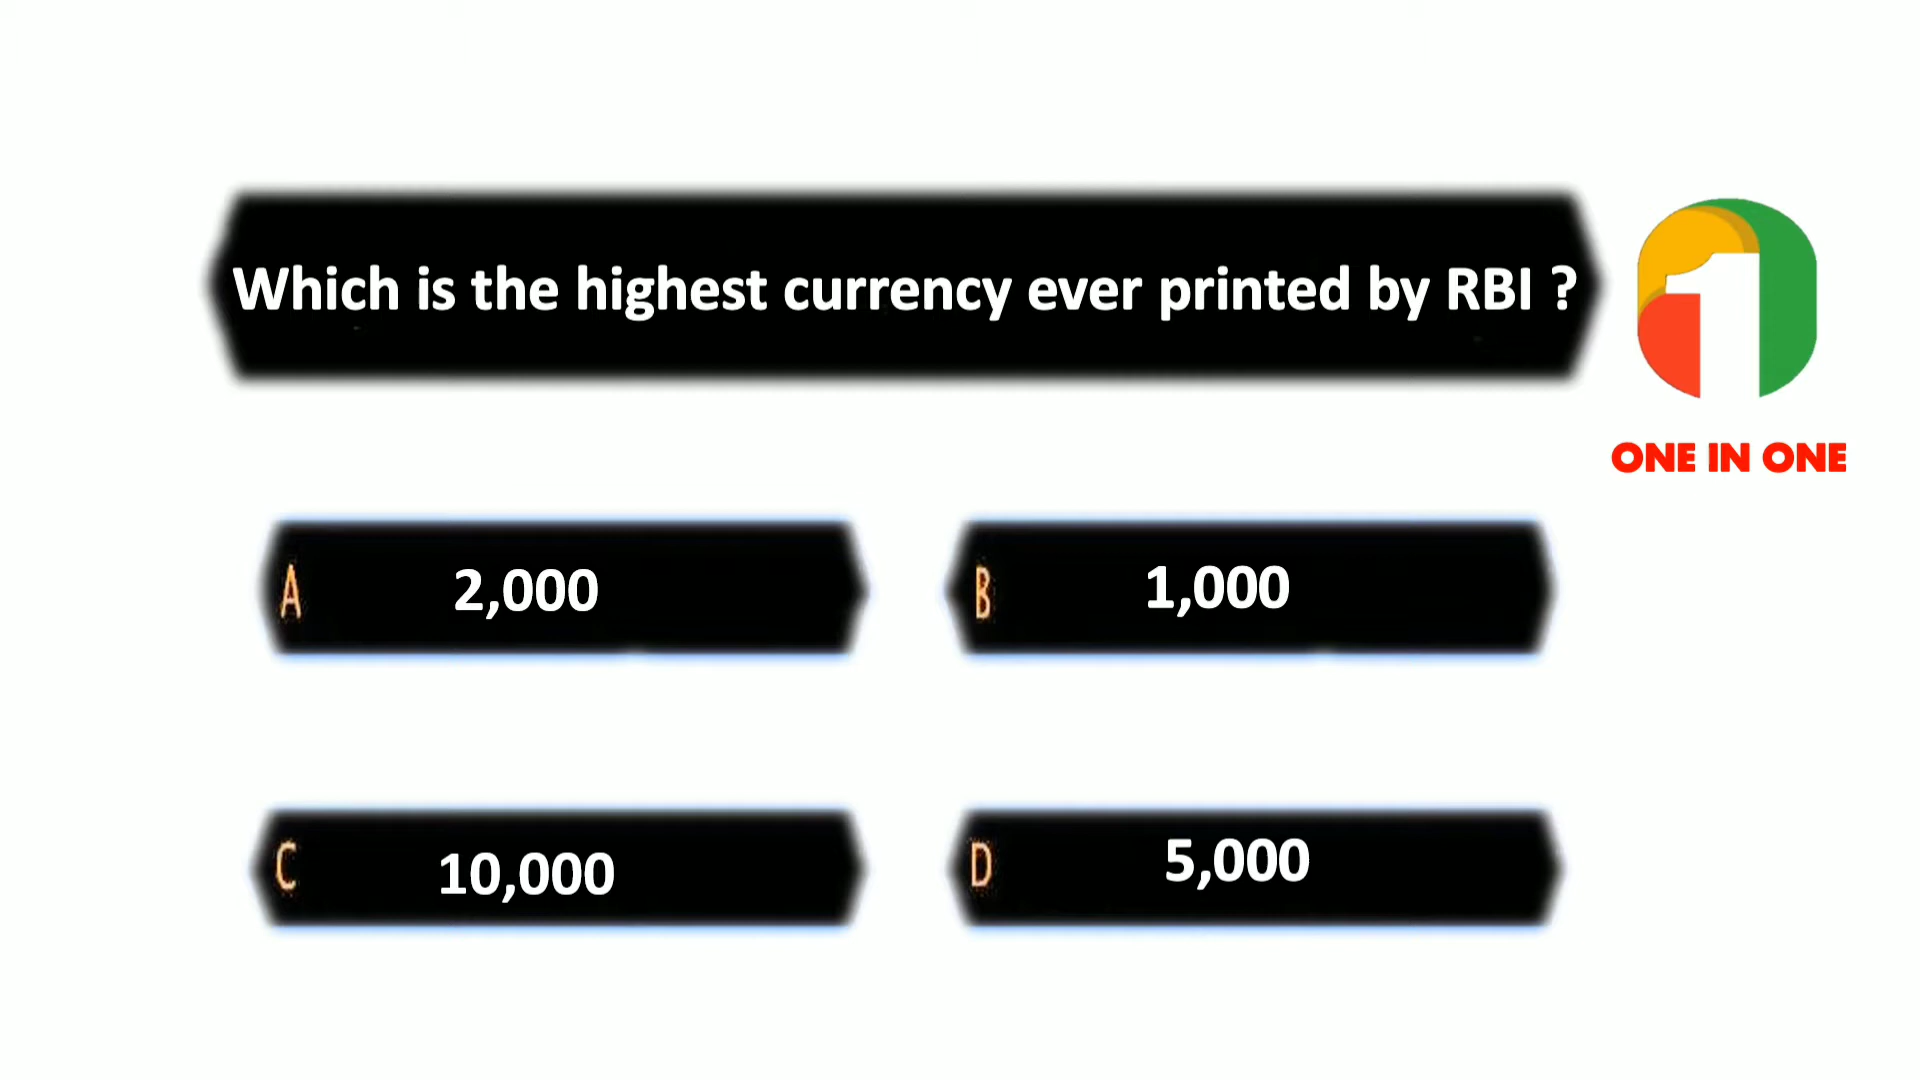 Which is the highest currency ever printed by RBI ?
ONE IN ONE
A 2,000
B 1,000
C 10,000
D 5,000